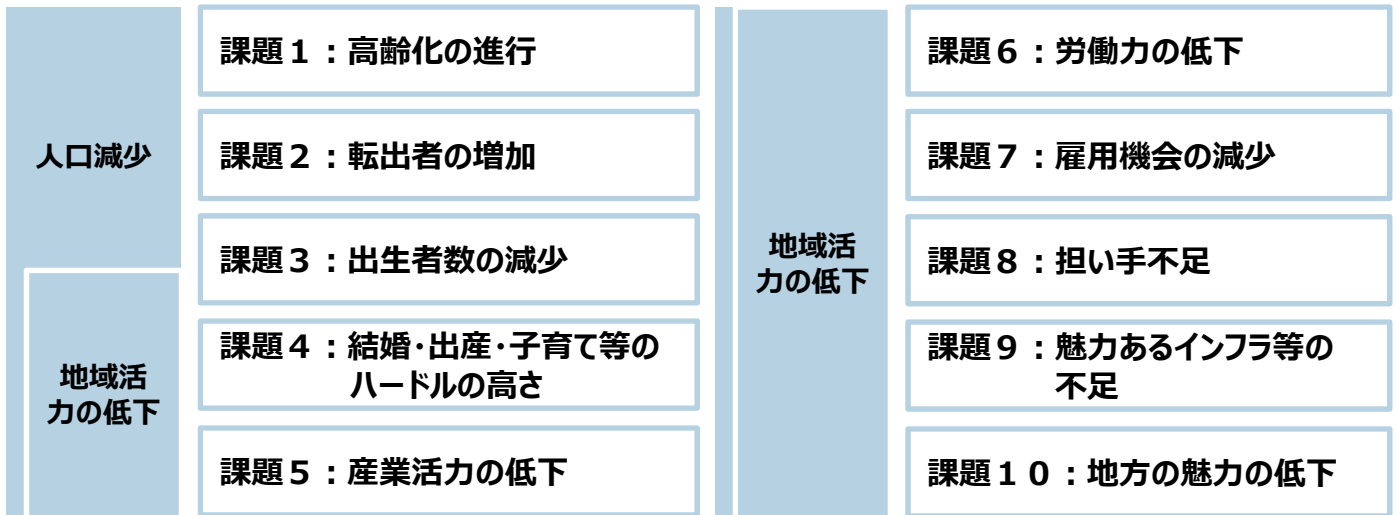 人口減少
課題１：高齢化の進行
課題２：転出者の増加
課題３：出生者数の減少
地域活
力の低下
課題４：結婚・出産・子育て等の
ハードルの高さ
課題５：産業活力の低下
地域活
力の低下
課題６：労働力の低下
課題７：雇用機会の減少
課題８：担い手不足
課題９：魅力あるインフラ等の
不足
課題１０：地方の魅力の低下